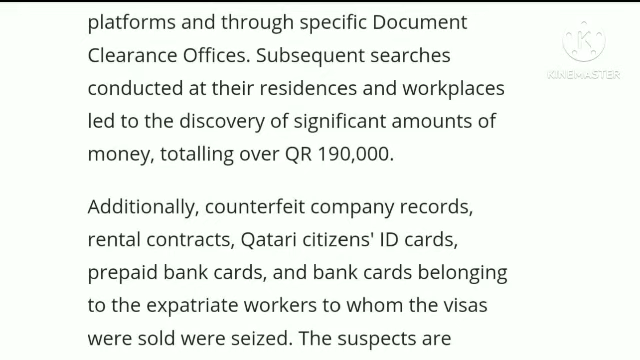 platforms and through specific Document
Clearance Offices. Subsequent searches
conducted at their residences and workplaces
led to the discovery of significant amounts of
money, totalling over QR 190,000.
Additionally, counterfeit company records,
rental contracts, Qatari citizens' ID cards,
prepaid bank cards, and bank cards belonging
to the expatriate workers to whom the visas
were sold were seized. The suspects are
K
KINEMASTER